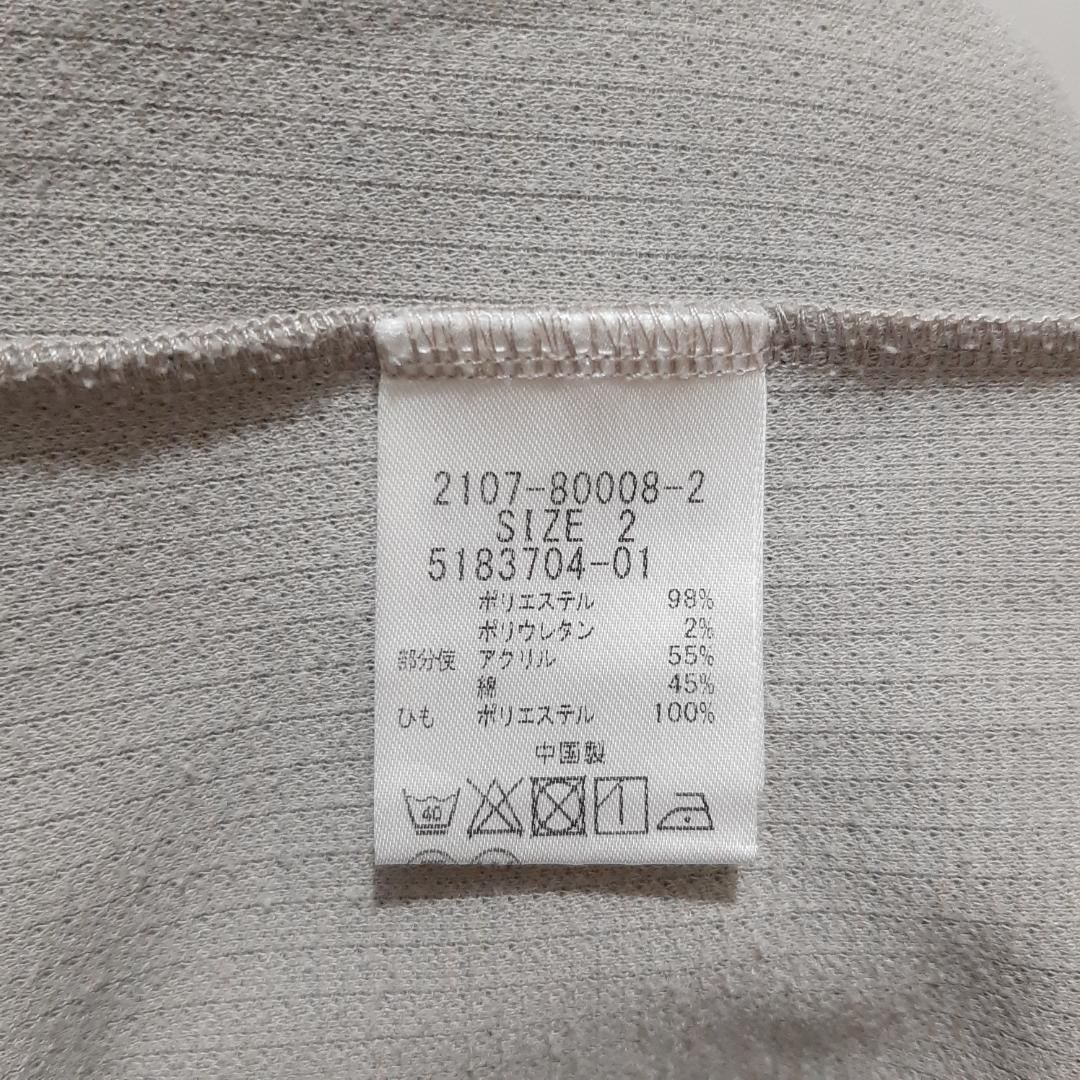 2107-80008-2
SIZE 2
5183704-01
ポリエステル 98%
ポリウレタン 2%
部分使 アクリル 55%
綿 45%
ひも ポリエステル 100%
中国製
40